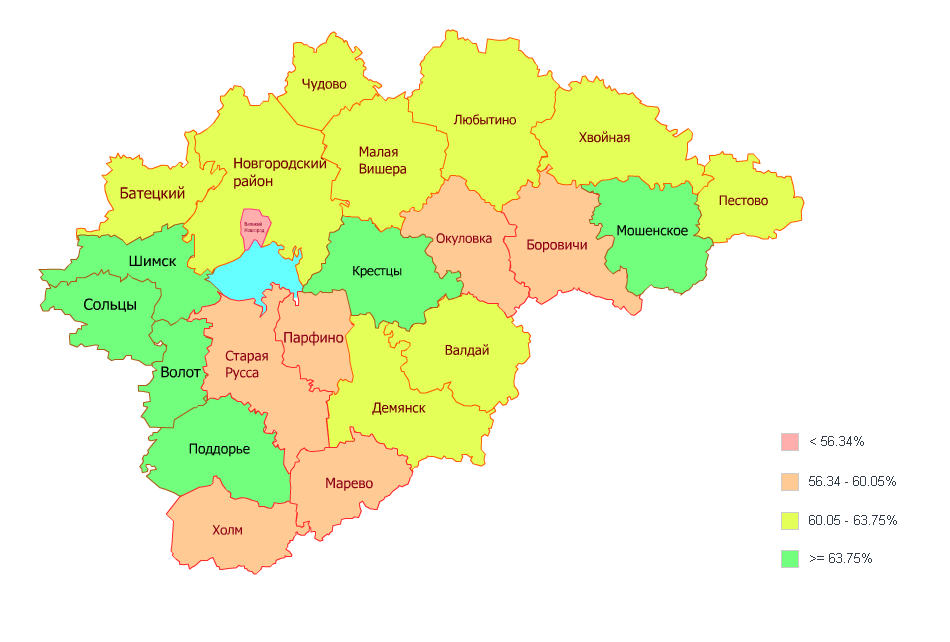 Чудово
Любытино
Хвойная
Малая
Вишера
Новгородский
район
Батецкий
Пестово
Великий
Новгород
Мошенское
Окуловка
Боровичи
Шимск
Крестцы
Сольцы
Парфино
Валдай
Старая
Русса
Волот
Демянск
Поддорье
Марево
Холм
< 56.34%
56.34 - 60.05%
60.05 - 63.75%
>= 63.75%